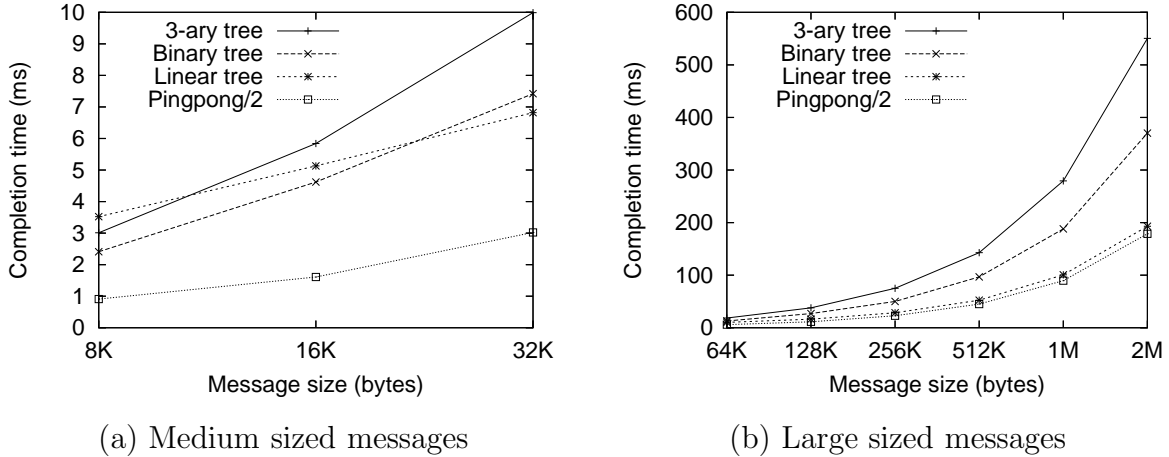 10
9
8
7
6
5
4
3
2
1
0
8K 16K 32K
Completion time (ms)
Message size (bytes)
3-ary tree
Binary tree
Linear tree
Pingpong/2
(a) Medium sized messages
600
500
400
300
200
100
0
64K 128K 256K 512K 1M 2M
Completion time (ms)
Message size (bytes)
3-ary tree
Binary tree
Linear tree
Pingpong/2
(b) Large sized messages